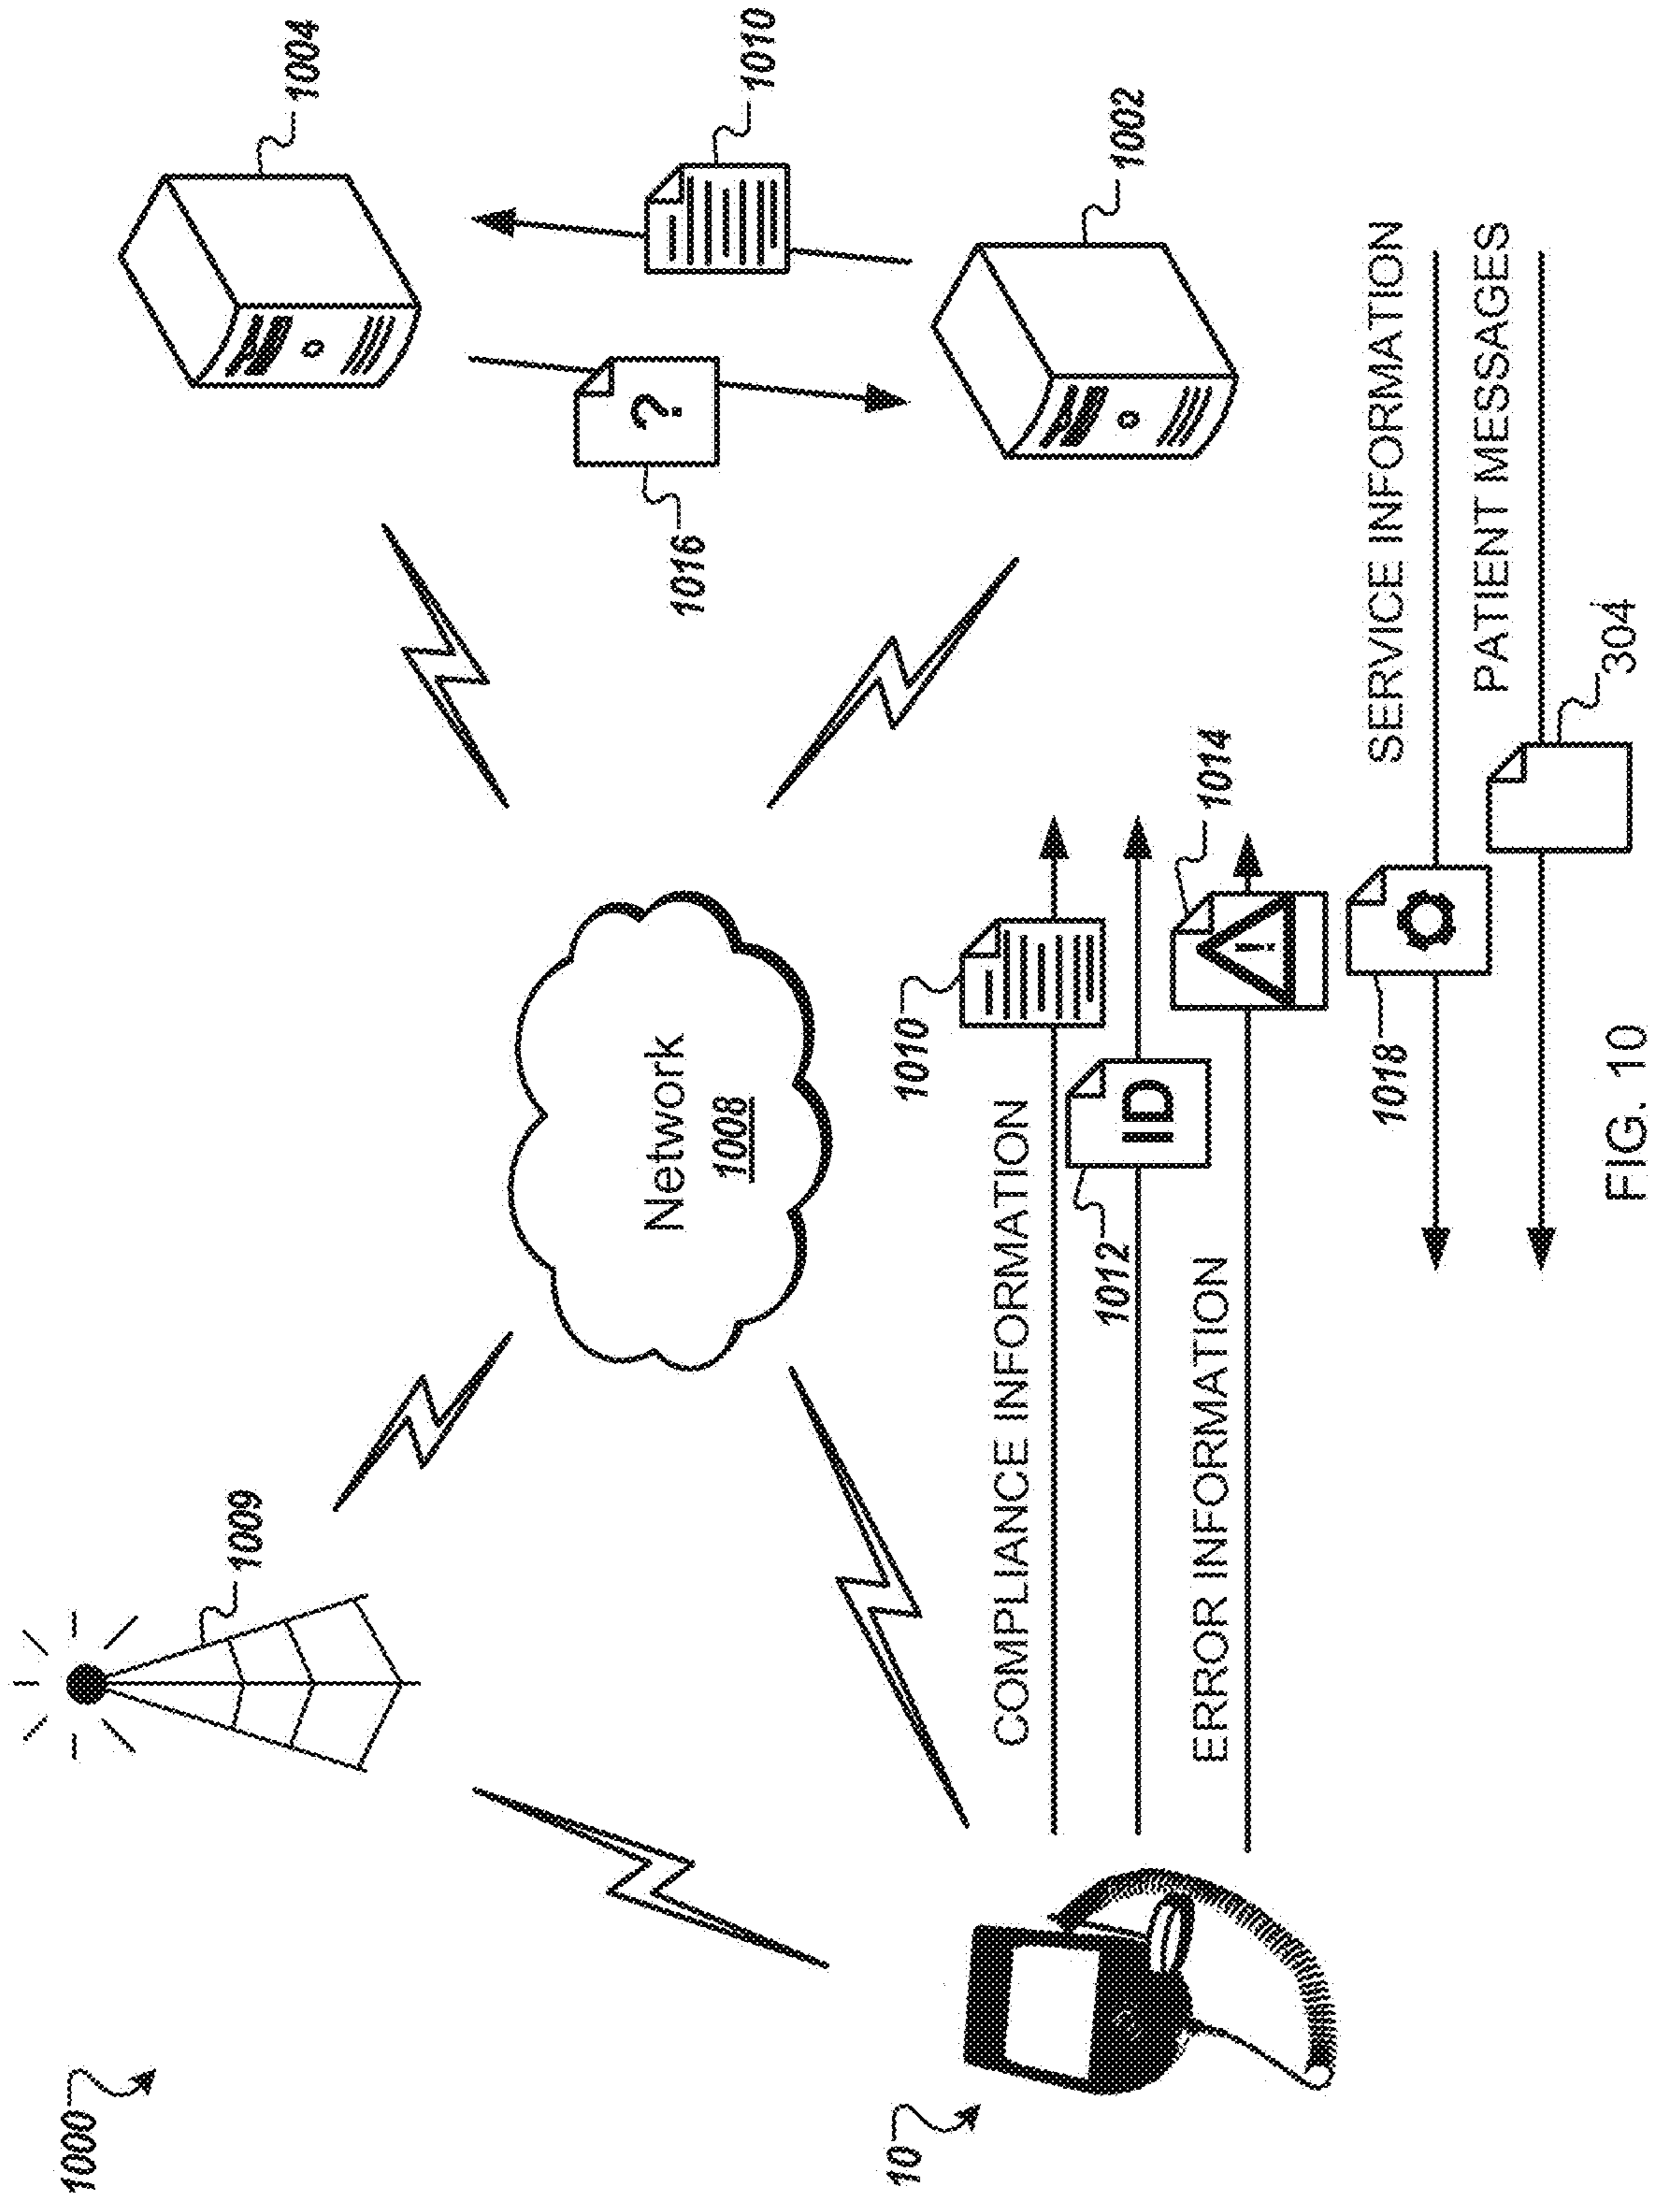 1000
1009
1004
1016
1010
Network
1008
1002
10
COMPLIANCE INFORMATION
1010
1012
ID
ERROR INFORMATION
1014
!
?
1018
SERVICE INFORMATION
PATIENT MESSAGES
304
FIG. 10